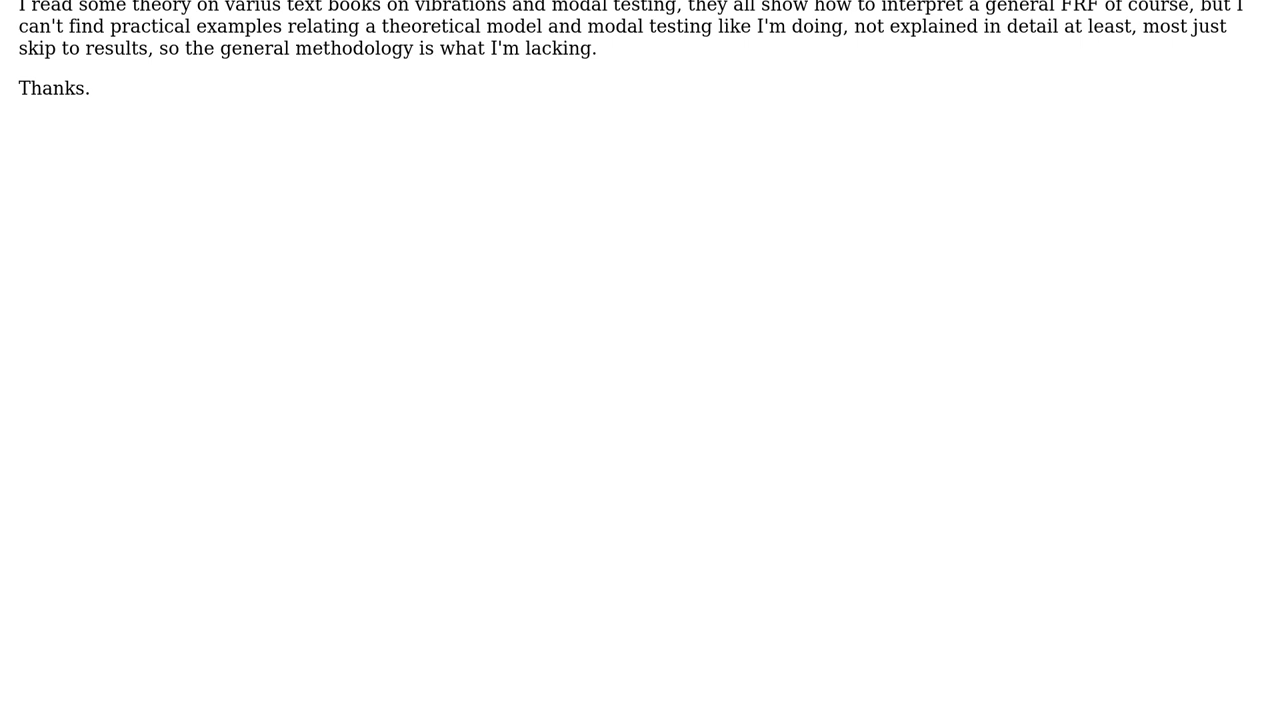 I read some theory on varius text books on vibrations and modal testing, they all show how to interpret a general FRF of course, but I
can't find practical examples relating a theoretical model and modal testing like I'm doing, not explained in detail at least, most just
skip to results, so the general methodology is what I'm lacking.
Thanks.